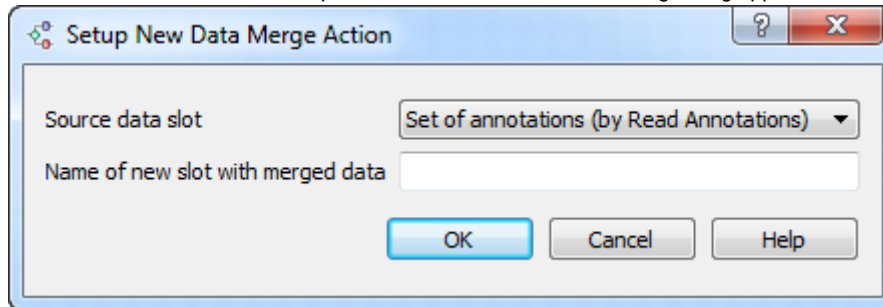 Setup New Data Merge Action
Source data slot Set of annotations (by Read Annotations)
Name of new slot with merged data
OK Cancel Help